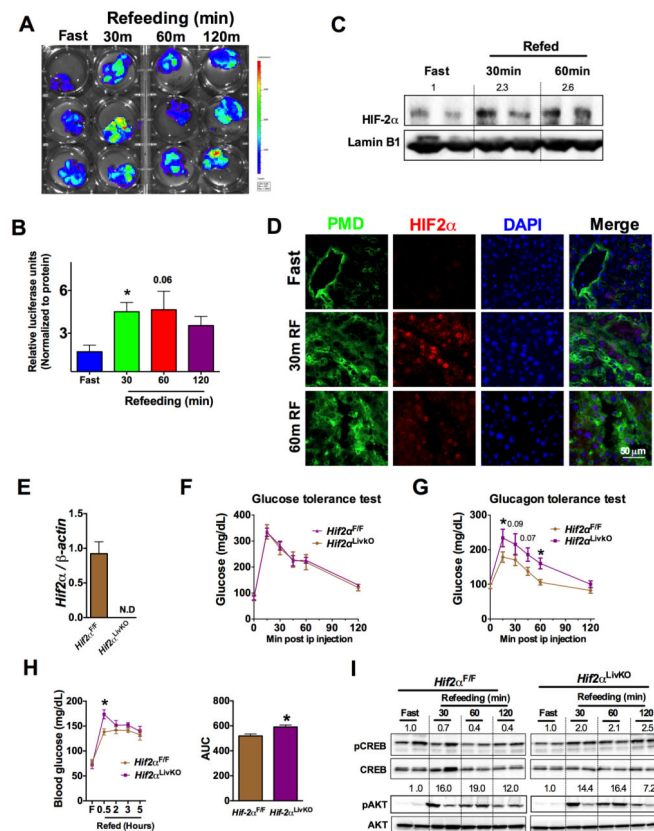 A
Refeeding (min)
Fast 30m 60m 120m
B
Relative luciferase units
(Normalized to protein)
6
3
*
0.06
Fast 30 60 120
Refeeding (min)
C
Refed
Fast 30min 60min
1 2.3 2.6
HIF-2α
Lamin B1
D
PMD HIF2α DAPI Merge
Fast
30m RF
60m RF
50 μm
E
Hif2α / β-actin
1.5
1.0
0.5
0.0
N.D
Hif2α F/F
Hif2α LivKO
F
Glucose tolerance test
Glucose (mg/dL)
400
300
200
100
0
0 30 60 90 120
Min post ip injection
Hif2α F/F
Hif2α LivKO
G
Glucagon tolerance test
Glucose (mg/dL)
400
300
200
100
0
* 0.09
0.07 *
0 30 60 90 120
Min post ip injection
Hif2α F/F
Hif2α LivKO
H
Blood glucose (mg/dL)
300
200
100
0
*
F 0.5 2 3 5
Refed (Hours)
Hif2α F/F
Hif2α LivKO
AUC
800
600
400
200
0
*
Hif-2α F/F
Hif-2α LivKO
I
Hif2α F/F Hif2α LivKO
Refeeding (min) Refeeding (min)
Fast 30 60 120 Fast 30 60 120
1.0 0.7 0.4 0.4 1.0 2.0 2.1 2.5
pCREB
CREB
1.0 16.0 19.0 12.0 1.0 14.4 16.4 7.2
pAKT
AKT